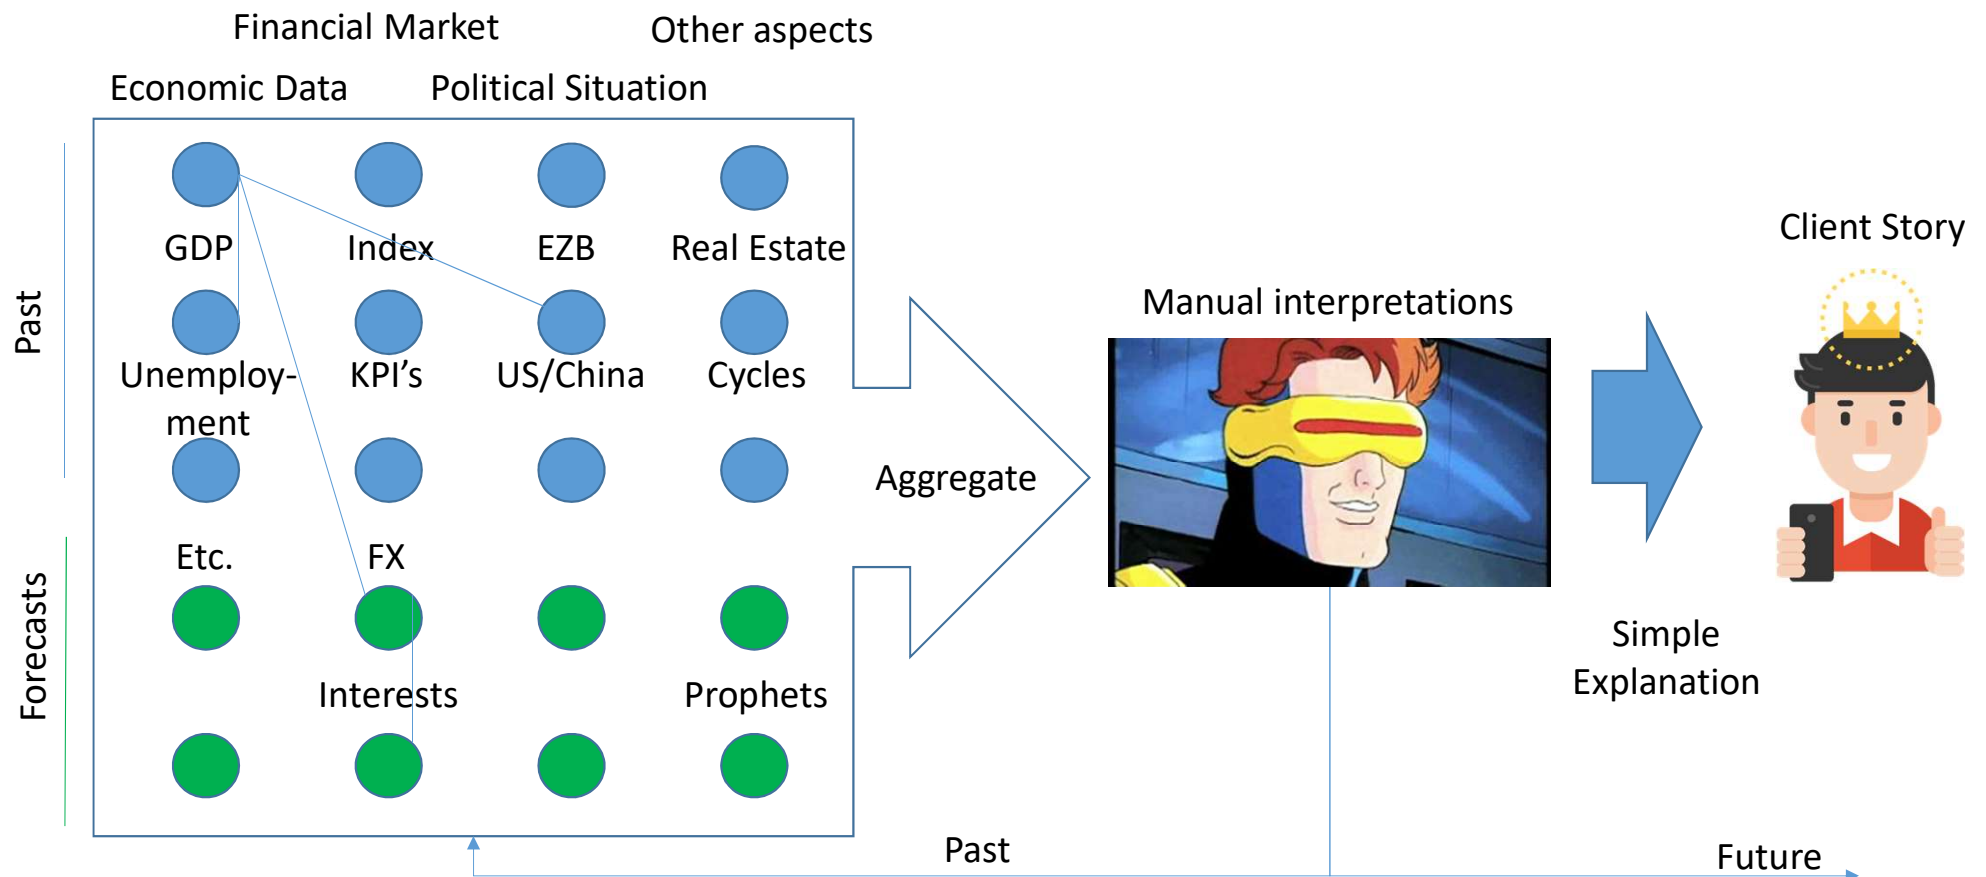 Financial Market
Other aspects
Economic Data
Political Situation
Past
GDP
Index
EZB
Real Estate
Unemploy-
ment
KPI's
US/China
Cycles
Etc.
FX
Forecasts
Interests
Prophets
Aggregate
Manual interpretations
Client Story
Simple
Explanation
Past
Future